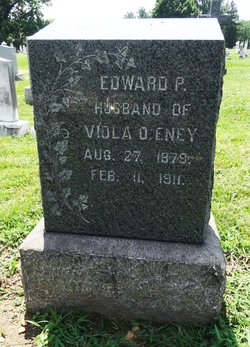 EDWARD P.
HUSBAND OF
VIOLA D. ENEY
AUG. 27, 1879.
FEB. 11, 1911.